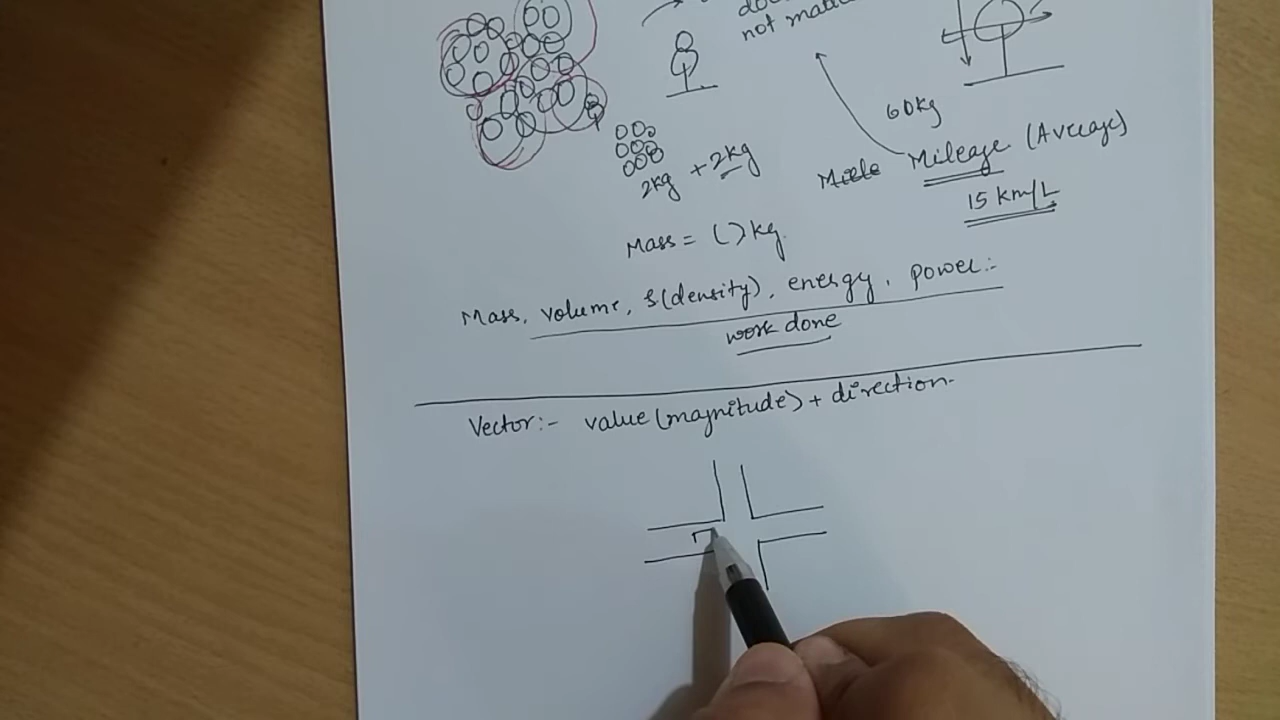 not
60kg
Mileage (Average)
15 km/L
2kg + 2kg
Mass = ( ) kg.
Mass, volume, S(density), energy, power:-
work done
Vector:- value (magnitude) + direction-